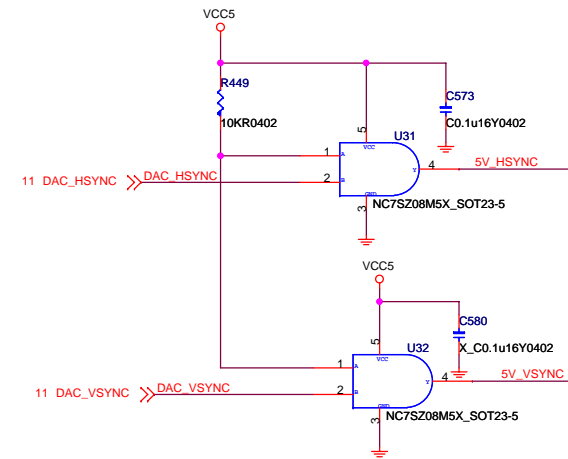 VCC5
R449
10KR0402
C573
C0.1u16Y0402
U31
5
VCC
1
A
4
Y
5V_HSYNC
11 DAC_HSYNC
DAC_HSYNC
2
B
GND
3
NC7SZ08M5X_SOT23-5
VCC5
C580
X_C0.1u16Y0402
U32
5
VCC
1
A
4
Y
5V_VSYNC
11 DAC_VSYNC
DAC_VSYNC
2
B
GND
3
NC7SZ08M5X_SOT23-5